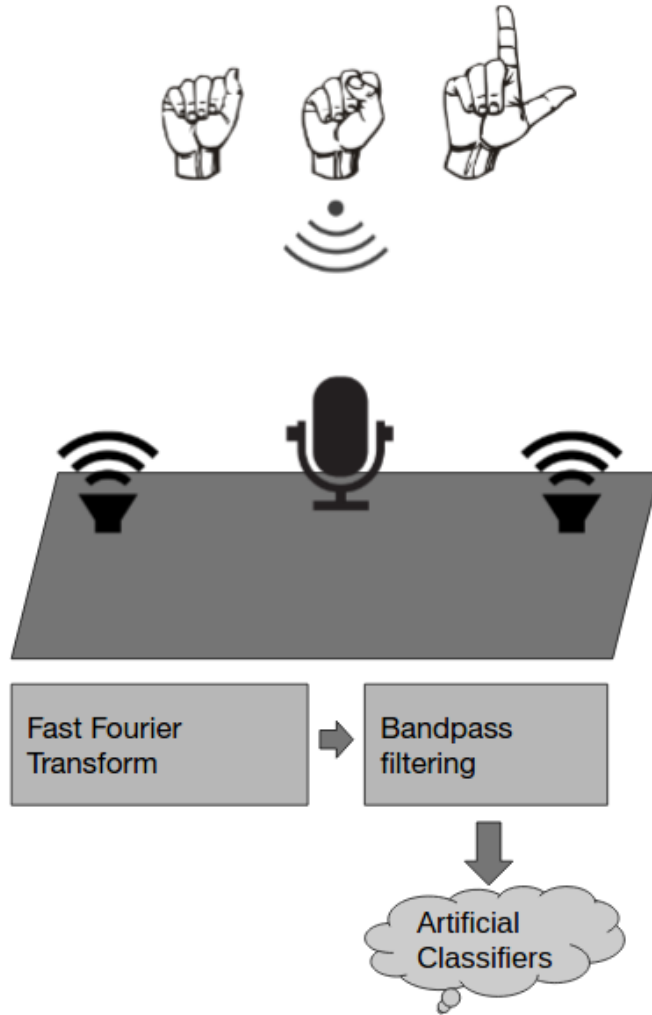 Fast Fourier
Transform
Bandpass
filtering
Artificial
Classifiers